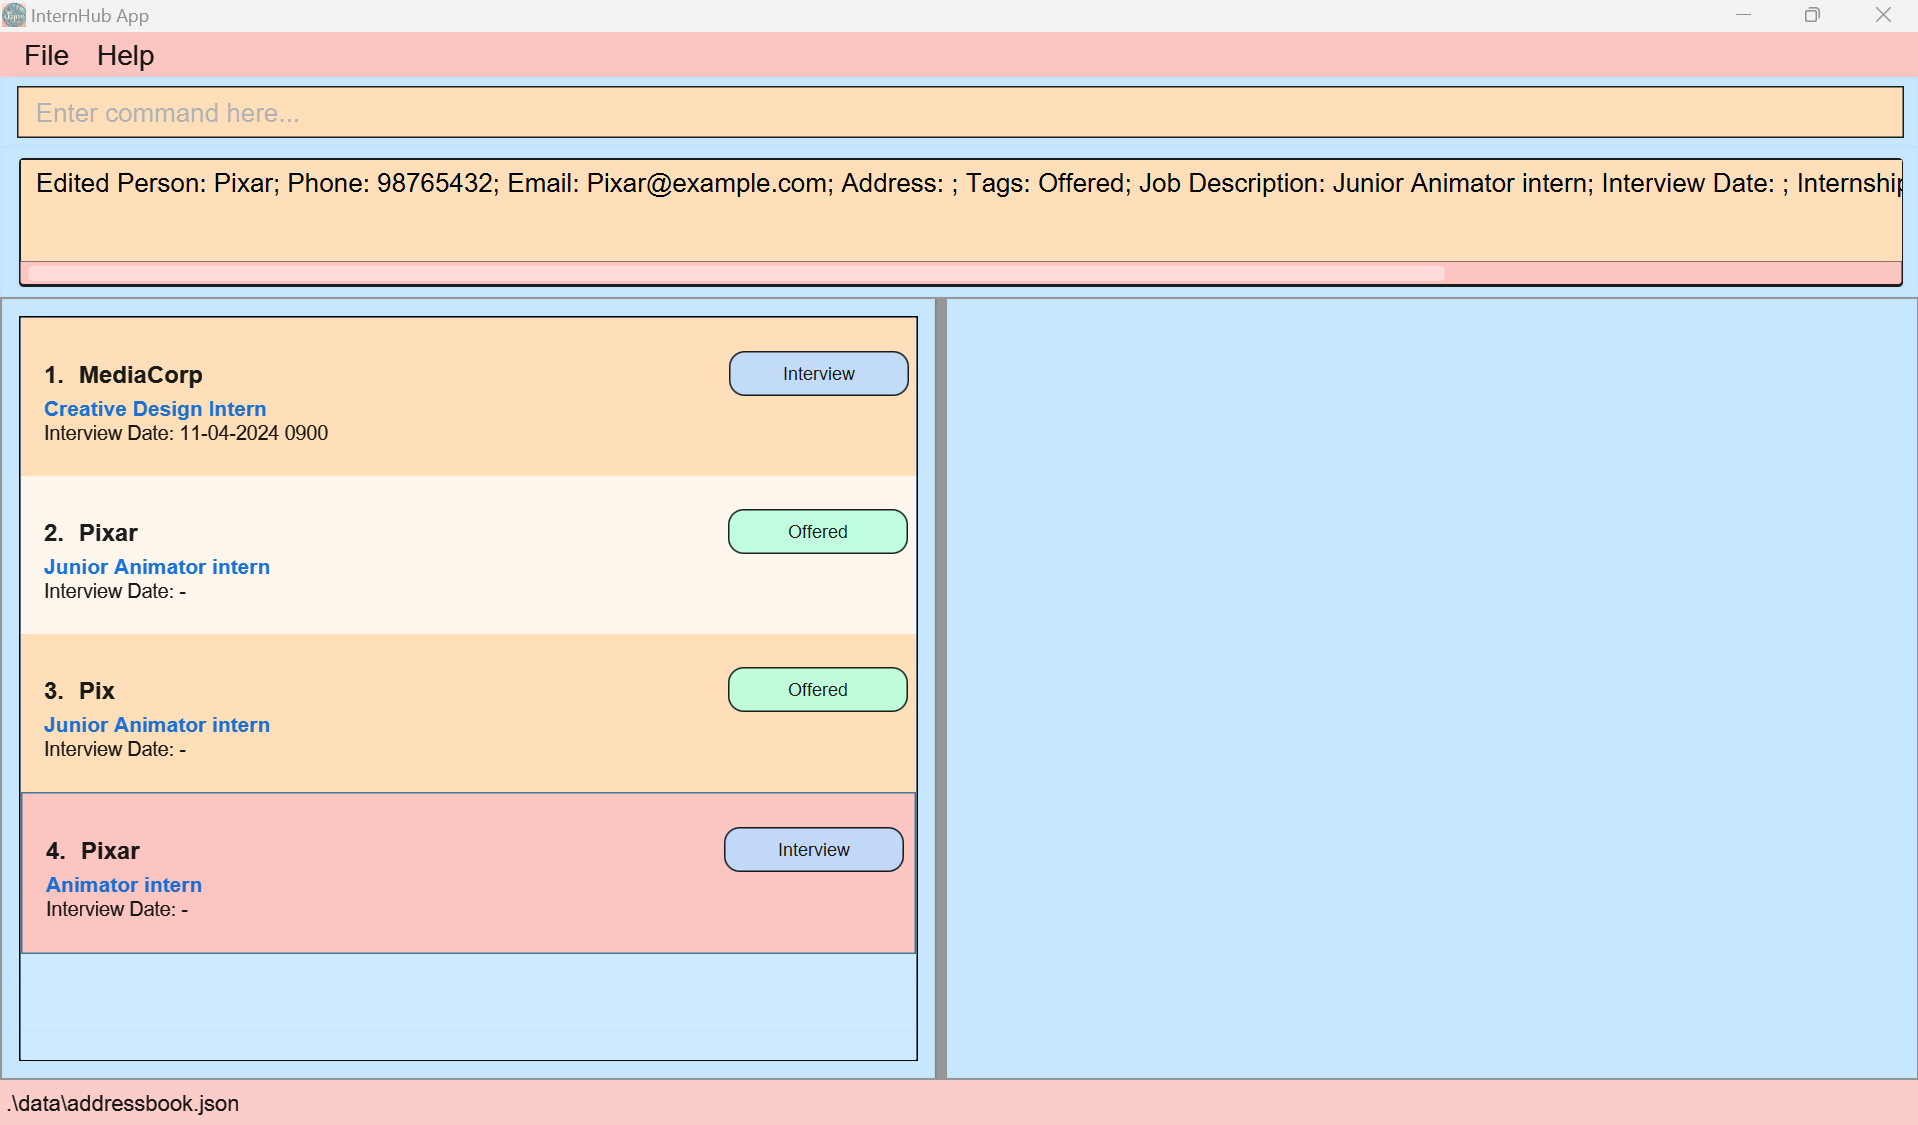 InternHub App
File Help
Enter command here...
Edited Person: Pixar; Phone: 98765432; Email: Pixar@example.com; Address: ; Tags: Offered; Job Description: Junior Animator intern; Interview Date: ; Internship
1. MediaCorp
Interview
Creative Design Intern
Interview Date: 11-04-2024 0900
2. Pixar
Offered
Junior Animator intern
Interview Date: -
3. Pix
Offered
Junior Animator intern
Interview Date: -
4. Pixar
Interview
Animator intern
Interview Date: -
.\data\addressbook.json